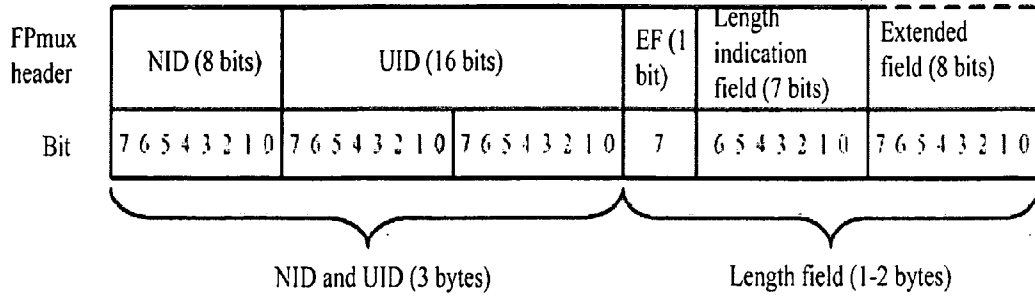 FPmux header
NID (8 bits)
UID (16 bits)
EF (1 bit)
Length indication field (7 bits)
Extended field (8 bits)
Bit
7 6 5 4 3 2 1 0
7 6 5 4 3 2 1 0
7 6 5 4 3 2 1 0
7
6 5 4 3 2 1 0
7 6 5 4 3 2 1 0
NID and UID (3 bytes)
Length field (1-2 bytes)